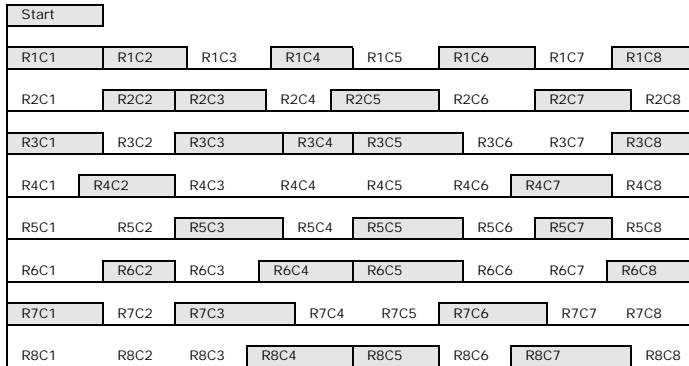 Start
R1C1 R1C2 R1C3 R1C4 R1C5 R1C6 R1C7 R1C8
R2C1 R2C2 R2C3 R2C4 R2C5 R2C6 R2C7 R2C8
R3C1 R3C2 R3C3 R3C4 R3C5 R3C6 R3C7 R3C8
R4C1 R4C2 R4C3 R4C4 R4C5 R4C6 R4C7 R4C8
R5C1 R5C2 R5C3 R5C4 R5C5 R5C6 R5C7 R5C8
R6C1 R6C2 R6C3 R6C4 R6C5 R6C6 R6C7 R6C8
R7C1 R7C2 R7C3 R7C4 R7C5 R7C6 R7C7 R7C8
R8C1 R8C2 R8C3 R8C4 R8C5 R8C6 R8C7 R8C8